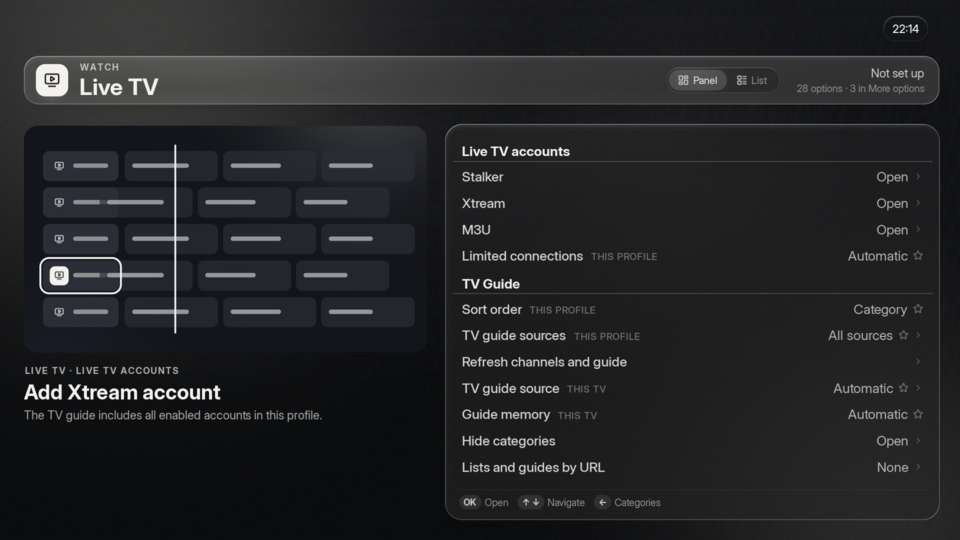 22:14
WATCH
Live TV
Panel
List
Not set up
28 options · 3 in More options
LIVE TV · LIVE TV ACCOUNTS
Add Xtream account
The TV guide includes all enabled accounts in this profile.
Live TV accounts
Stalker Open
Xtream Open
M3U Open
Limited connections THIS PROFILE Automatic
TV Guide
Sort order THIS PROFILE Category
TV guide sources THIS PROFILE All sources
Refresh channels and guide
TV guide source THIS TV Automatic
Guide memory THIS TV Automatic
Hide categories Open
Lists and guides by URL None
OK Open Navigate Categories